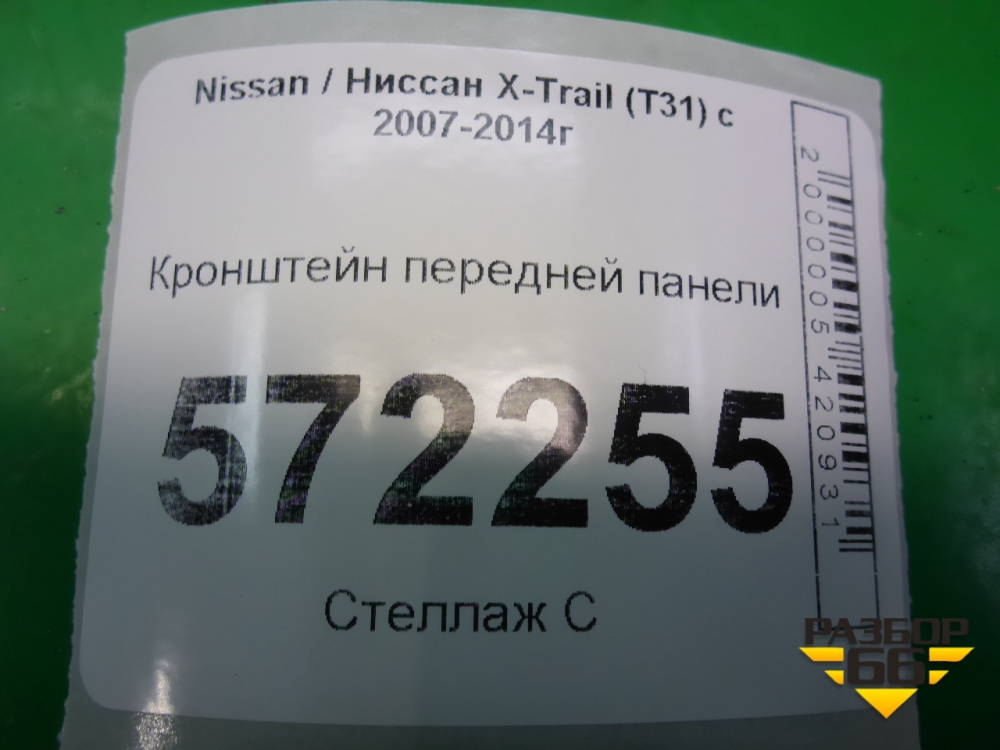 Nissan / Ниссан X-Trail (T31) с
2007-2014г
Кронштейн передней панели
572255
Стеллаж С
2000005420931
РАЗБОР
66